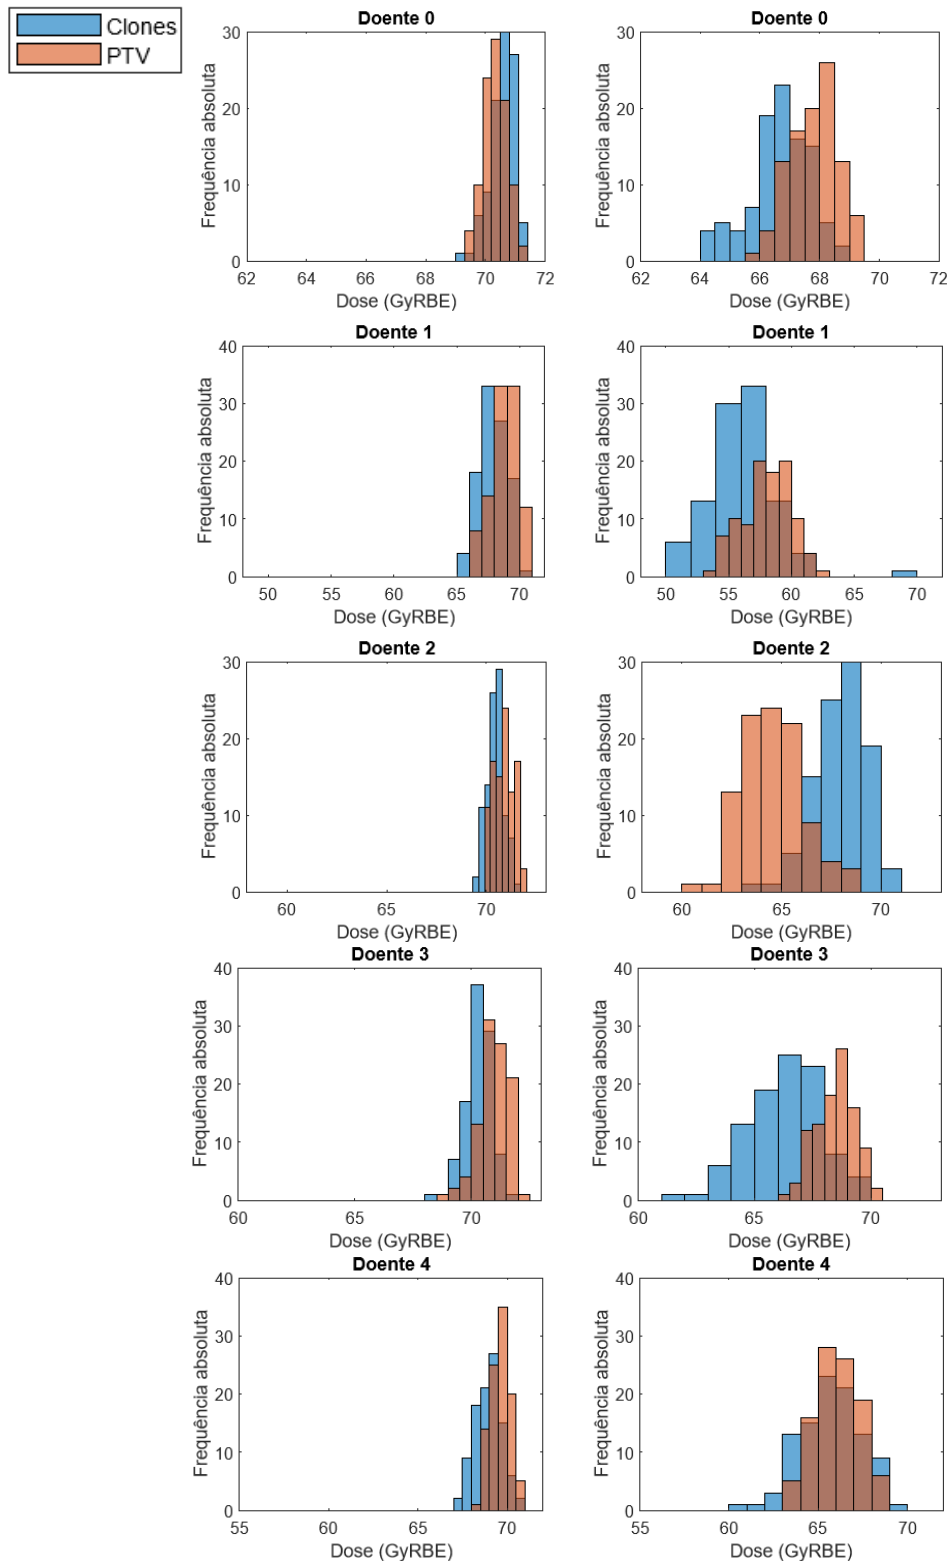 Clones
PTV
Doente 0
Frequência absoluta
30
20
10
0
62 64 66 68 70 72
Dose (GyRBE)
Doente 0
Frequência absoluta
30
20
10
0
62 64 66 68 70 72
Dose (GyRBE)
Doente 1
Frequência absoluta
40
30
20
10
0
50 55 60 65 70
Dose (GyRBE)
Doente 1
Frequência absoluta
40
30
20
10
0
50 55 60 65 70
Dose (GyRBE)
Doente 2
Frequência absoluta
30
20
10
0
60 65 70
Dose (GyRBE)
Doente 2
Frequência absoluta
30
20
10
0
60 65 70
Dose (GyRBE)
Doente 3
Frequência absoluta
40
30
20
10
0
60 65 70
Dose (GyRBE)
Doente 3
Frequência absoluta
40
30
20
10
0
60 65 70
Dose (GyRBE)
Doente 4
Frequência absoluta
40
30
20
10
0
55 60 65 70
Dose (GyRBE)
Doente 4
Frequência absoluta
40
30
20
10
0
55 60 65 70
Dose (GyRBE)